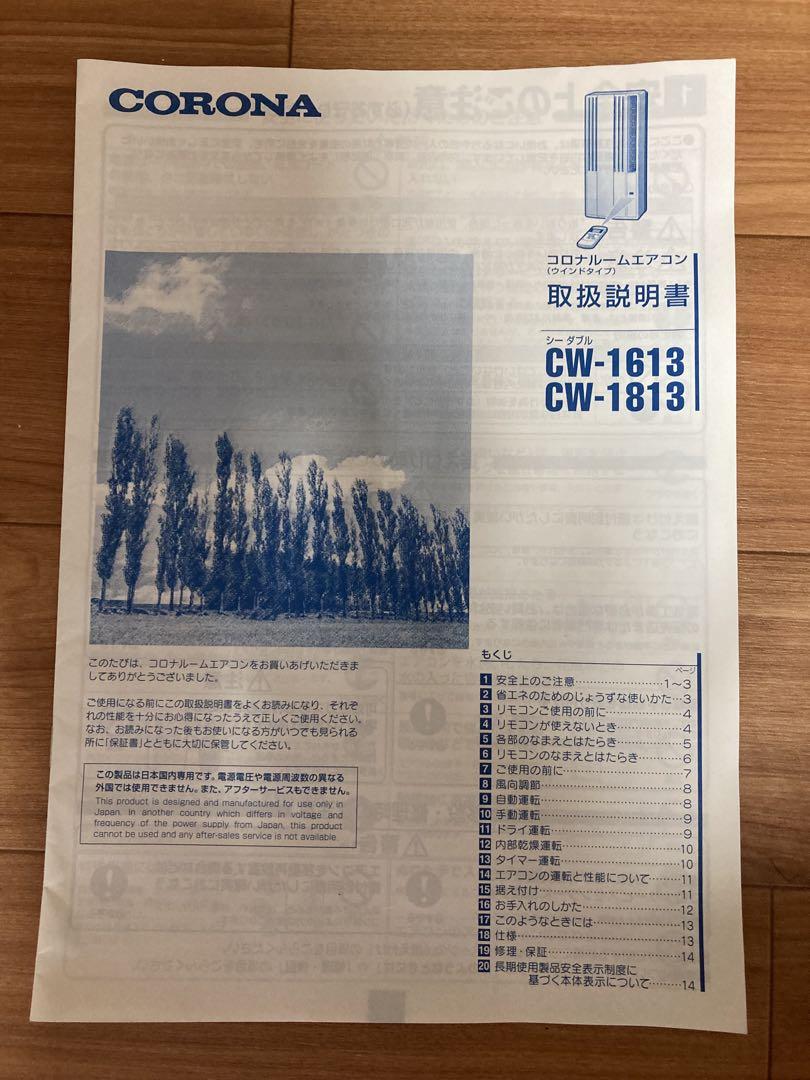 CORONA
コロナルームエアコン
(ウインドタイプ)
取扱説明書
シー ダブル
CW-1613
CW-1813
このたびは、コロナルームエアコンをお買いあげいただきま
してありがとうございました。
ご使用になる前にこの取扱説明書をよくお読みになり、それぞ
れの性能を十分にお心得になったうえで正しくご使用ください。
なお、お読みになった後もお使いになる方がいつでも見られる
所に「保証書」とともに大切に保管してください。
この製品は日本国内専用です。電源電圧や電源周波数の異なる
外国では使用できません。また、アフターサービスもできません。
This product is designed and manufactured for use only in
Japan. In another country which differs in voltage and
frequency of the power supply from Japan, this product
cannot be used and any after-sales service is not available.
もくじ
ページ
1 安全上のご注意……………………1〜3
2 省エネのためのじょうずな使いかた…3
3 リモコンご使用の前に…………………4
4 リモコンが使えないとき………………4
5 各部のなまえとはたらき………………5
6 リモコンのなまえとはたらき…………6
7 ご使用の前に……………………………7
8 風向調節…………………………………8
9 自動運転…………………………………8
10 手動運転…………………………………9
11 ドライ運転………………………………9
12 内部乾燥運転……………………………10
13 タイマー運転……………………………10
14 エアコンの運転と性能について………11
15 据え付け…………………………………11
16 お手入れのしかた………………………12
17 このようなときには……………………13
18 仕様………………………………………13
19 修理・保証………………………………14
20 長期使用製品安全表示制度に
基づく本体表示について………14